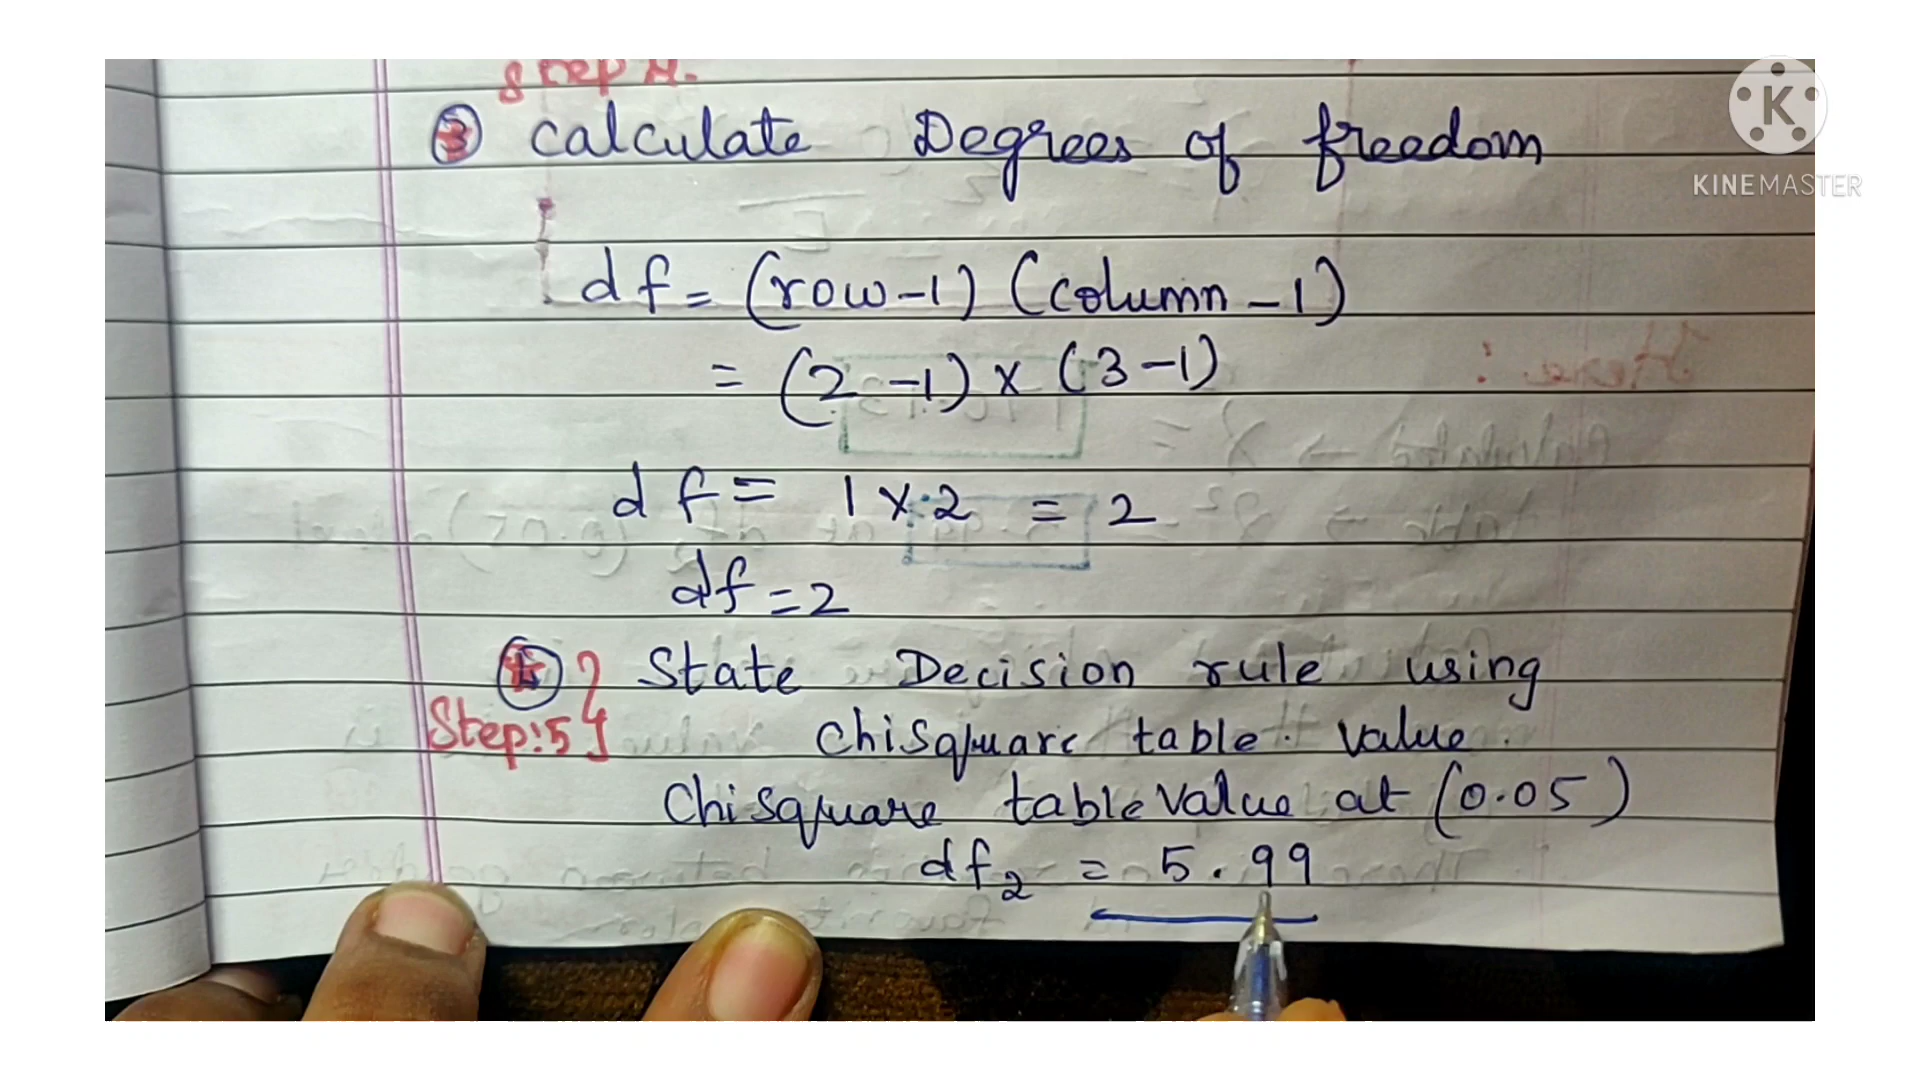 Step 4.
③ Calculate Degrees of freedom
df = (row-1) (column-1)
= (2-1) x (3-1)
df = 1 x 2 = 2
df = 2
State Decision rule using
Step:5
chisquare table value.
Chisquare table value at (0.05)
df2 = 5.99
K
KINEMASTER